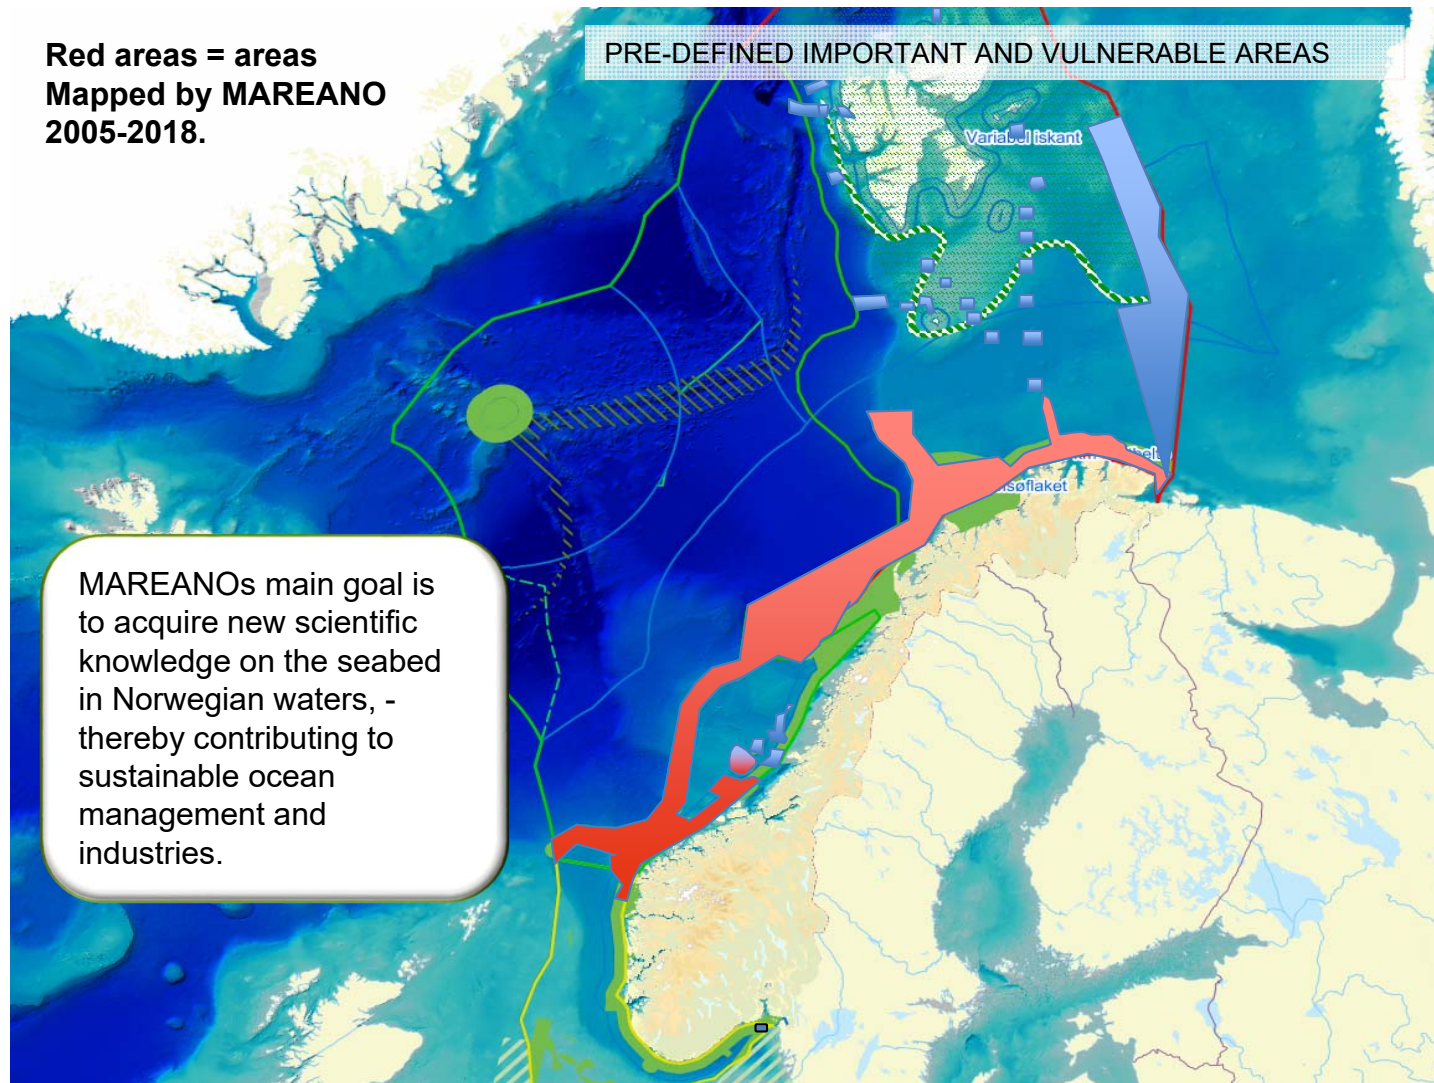 Red areas = areas
Mapped by MAREANO
2005-2018.
PRE-DEFINED IMPORTANT AND VULNERABLE AREAS
Variabel iskant
MAREANOs main goal is
to acquire new scientific
knowledge on the seabed
in Norwegian waters, -
thereby contributing to
sustainable ocean
management and
industries.